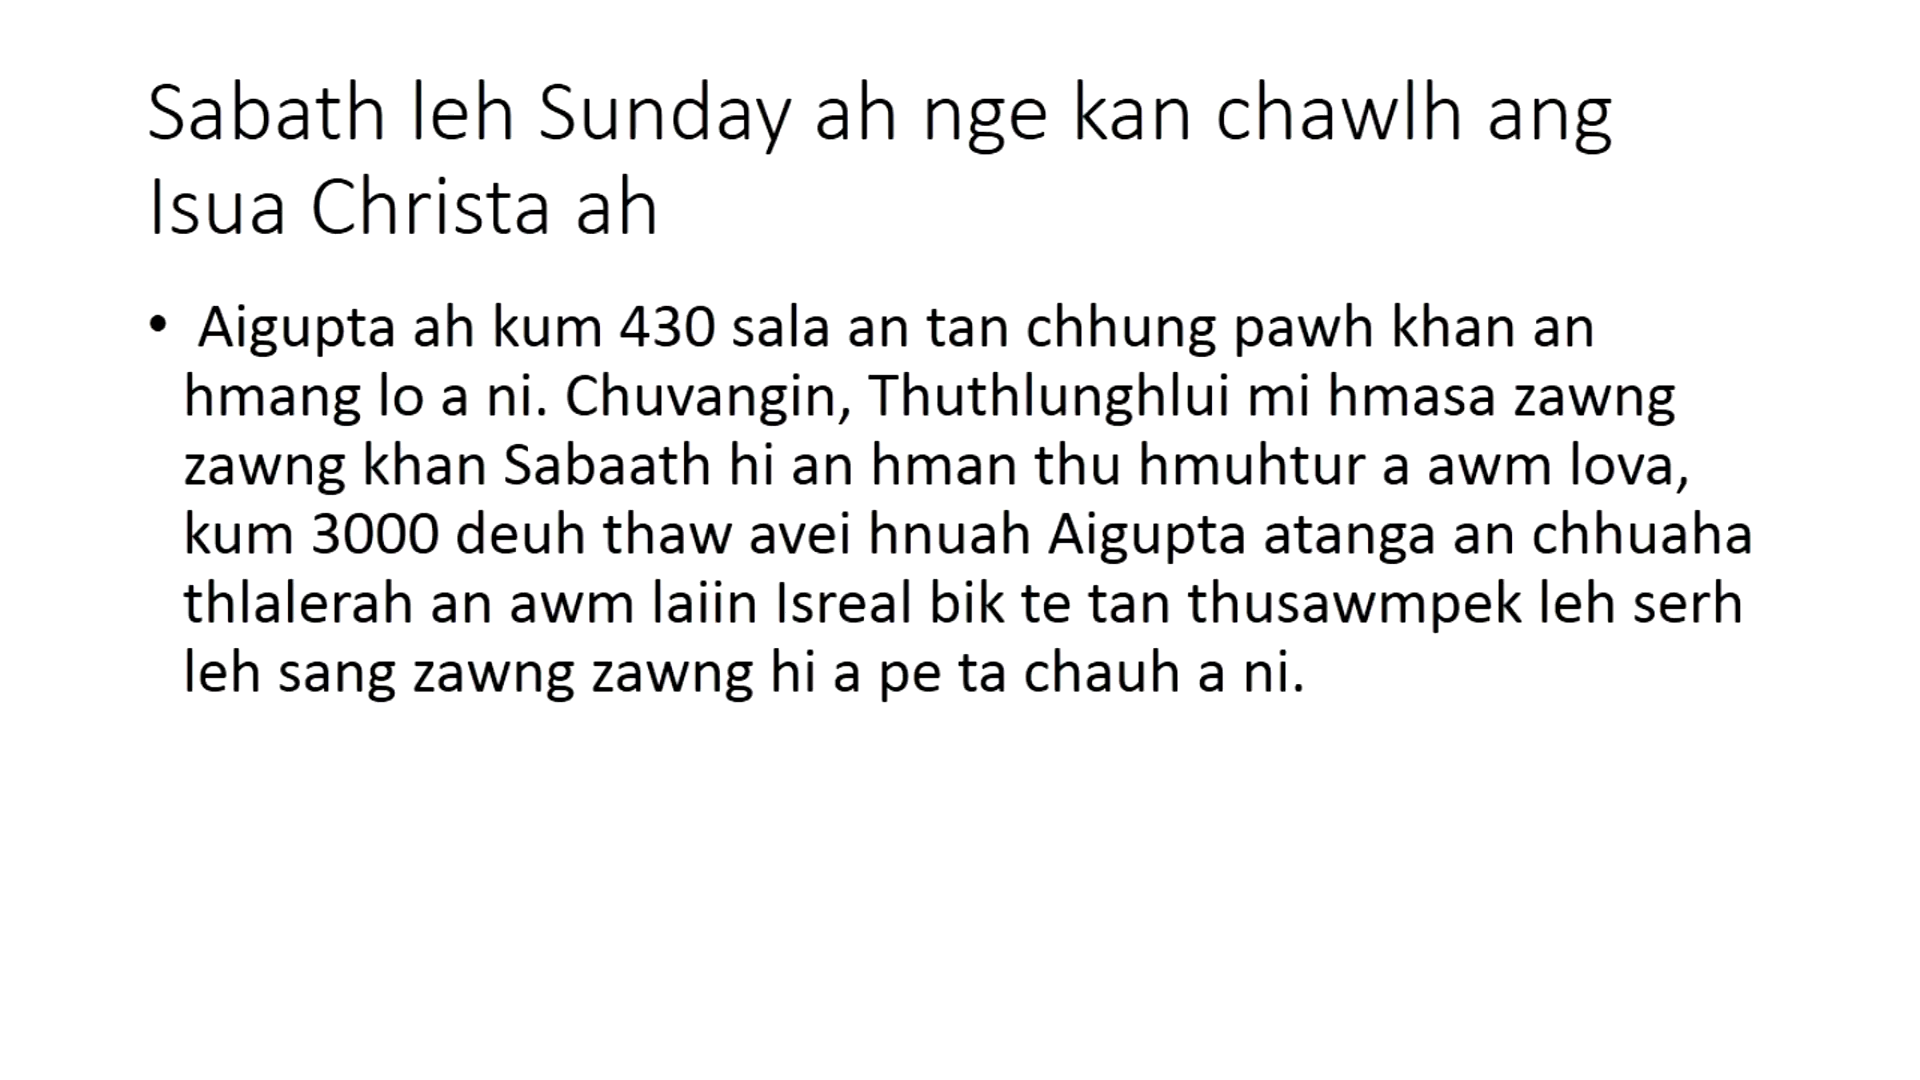 Sabath leh Sunday ah nge kan chawlh ang
Isua Christa ah
• Aigupta ah kum 430 sala an tan chhung pawh khan an
hmang lo a ni. Chuvangin, Thuthlunghlui mi hmasa zawng
zawng khan Sabaath hi an hman thu hmuhtur a awm lova,
kum 3000 deuh thaw avei hnuah Aigupta atanga an chhuaha
thlalerah an awm laiin Isreal bik te tan thusawmpek leh serh
leh sang zawng zawng hi a pe ta chauh a ni.